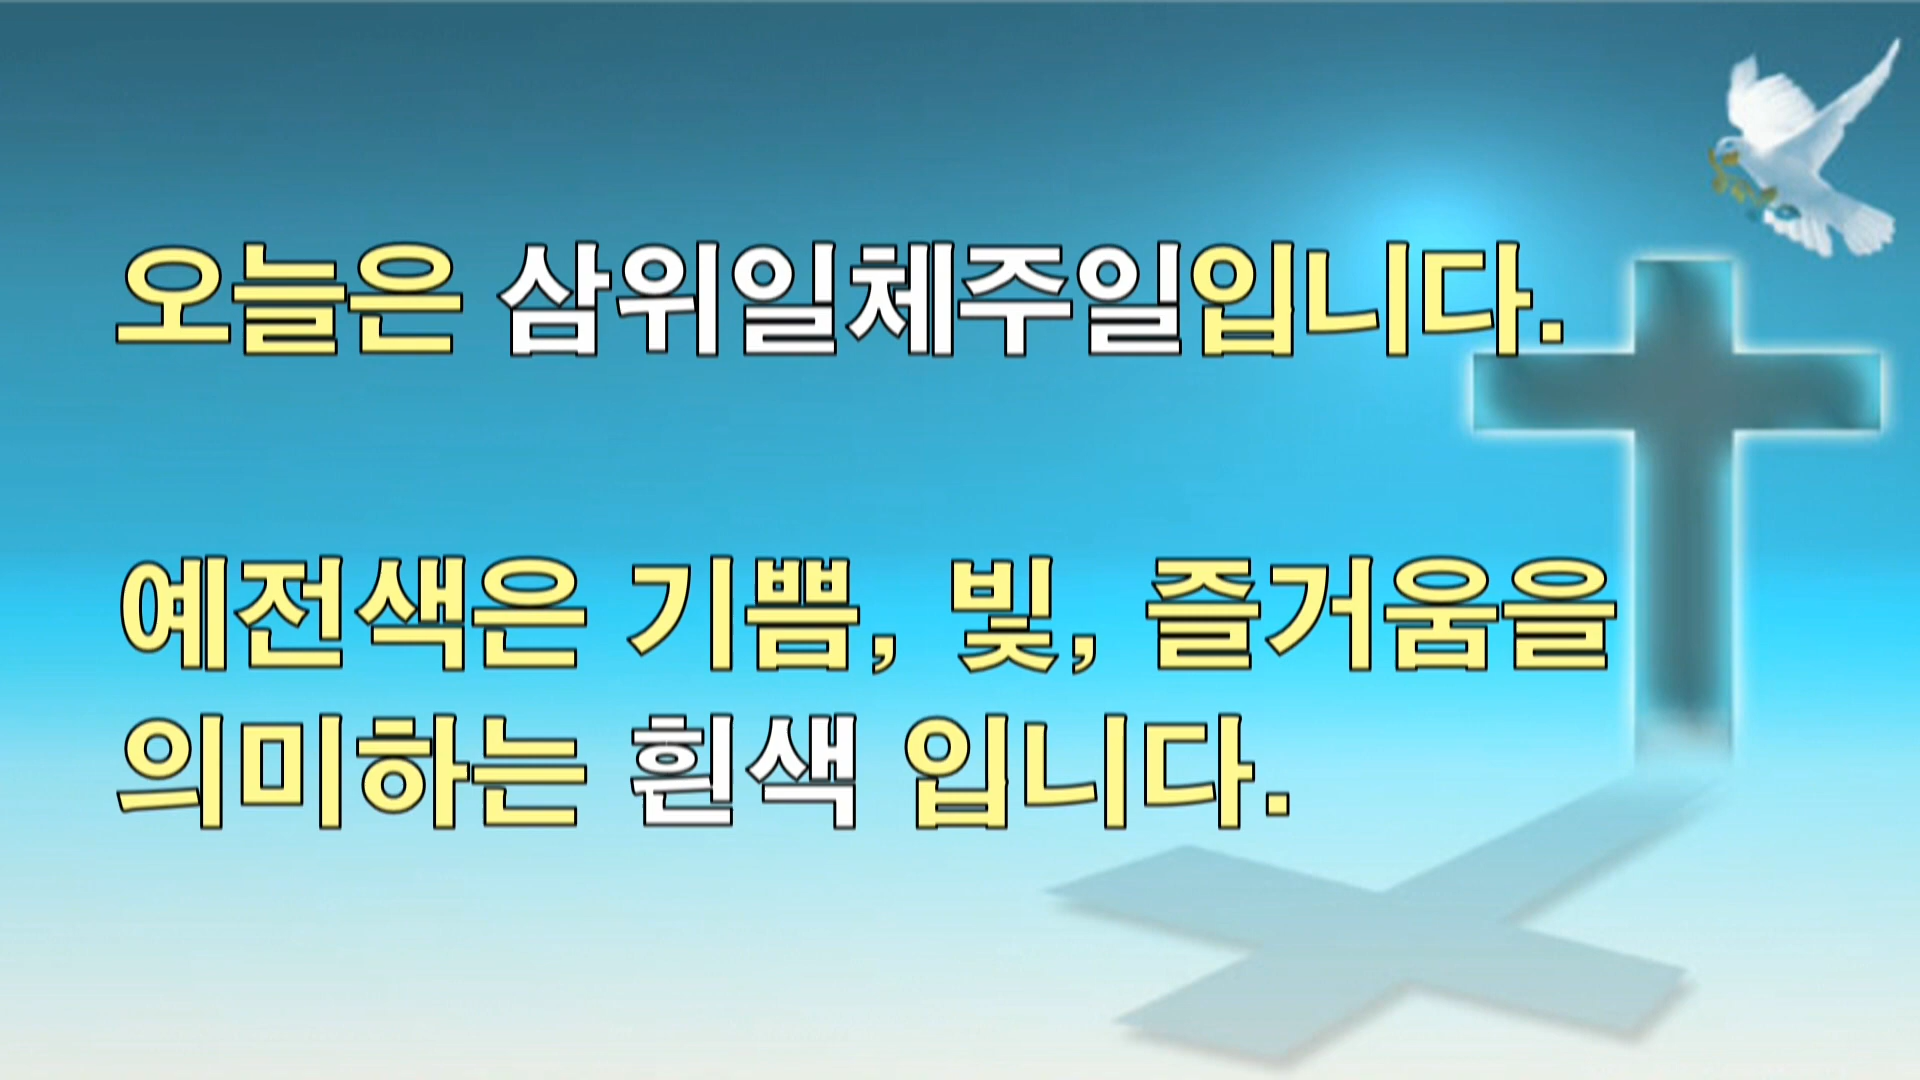 오늘은 삼위일체주일입니다.
예전색은 기쁨, 빛, 즐거움을
의미하는 흰색 입니다.